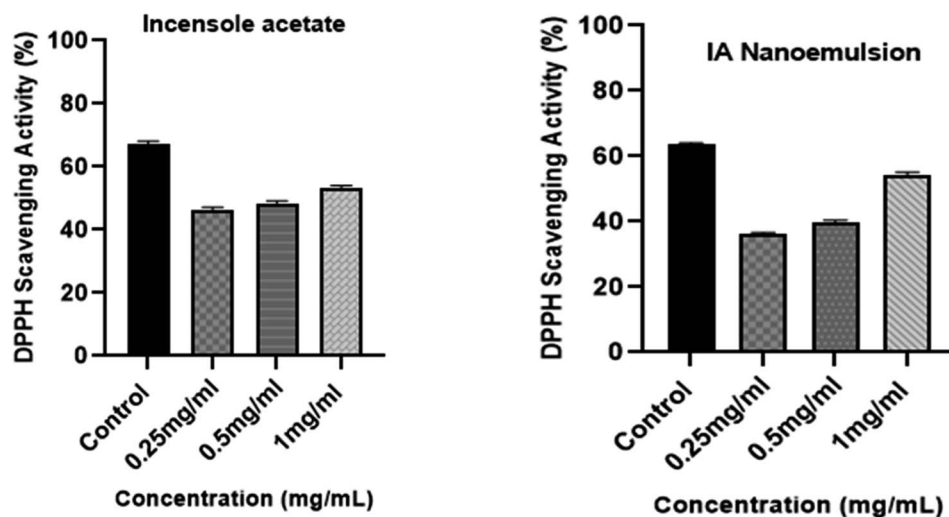 Incensole acetate
DPPH Scavenging Activity (%)
100
80
60
40
20
0
Control
0.25mg/ml
0.5mg/ml
1mg/ml
Concentration (mg/mL)
IA Nanoemulsion
DPPH Scavenging Activity (%)
100
80
60
40
20
0
Control
0.25mg/ml
0.5mg/ml
1mg/ml
Concentration (mg/mL)